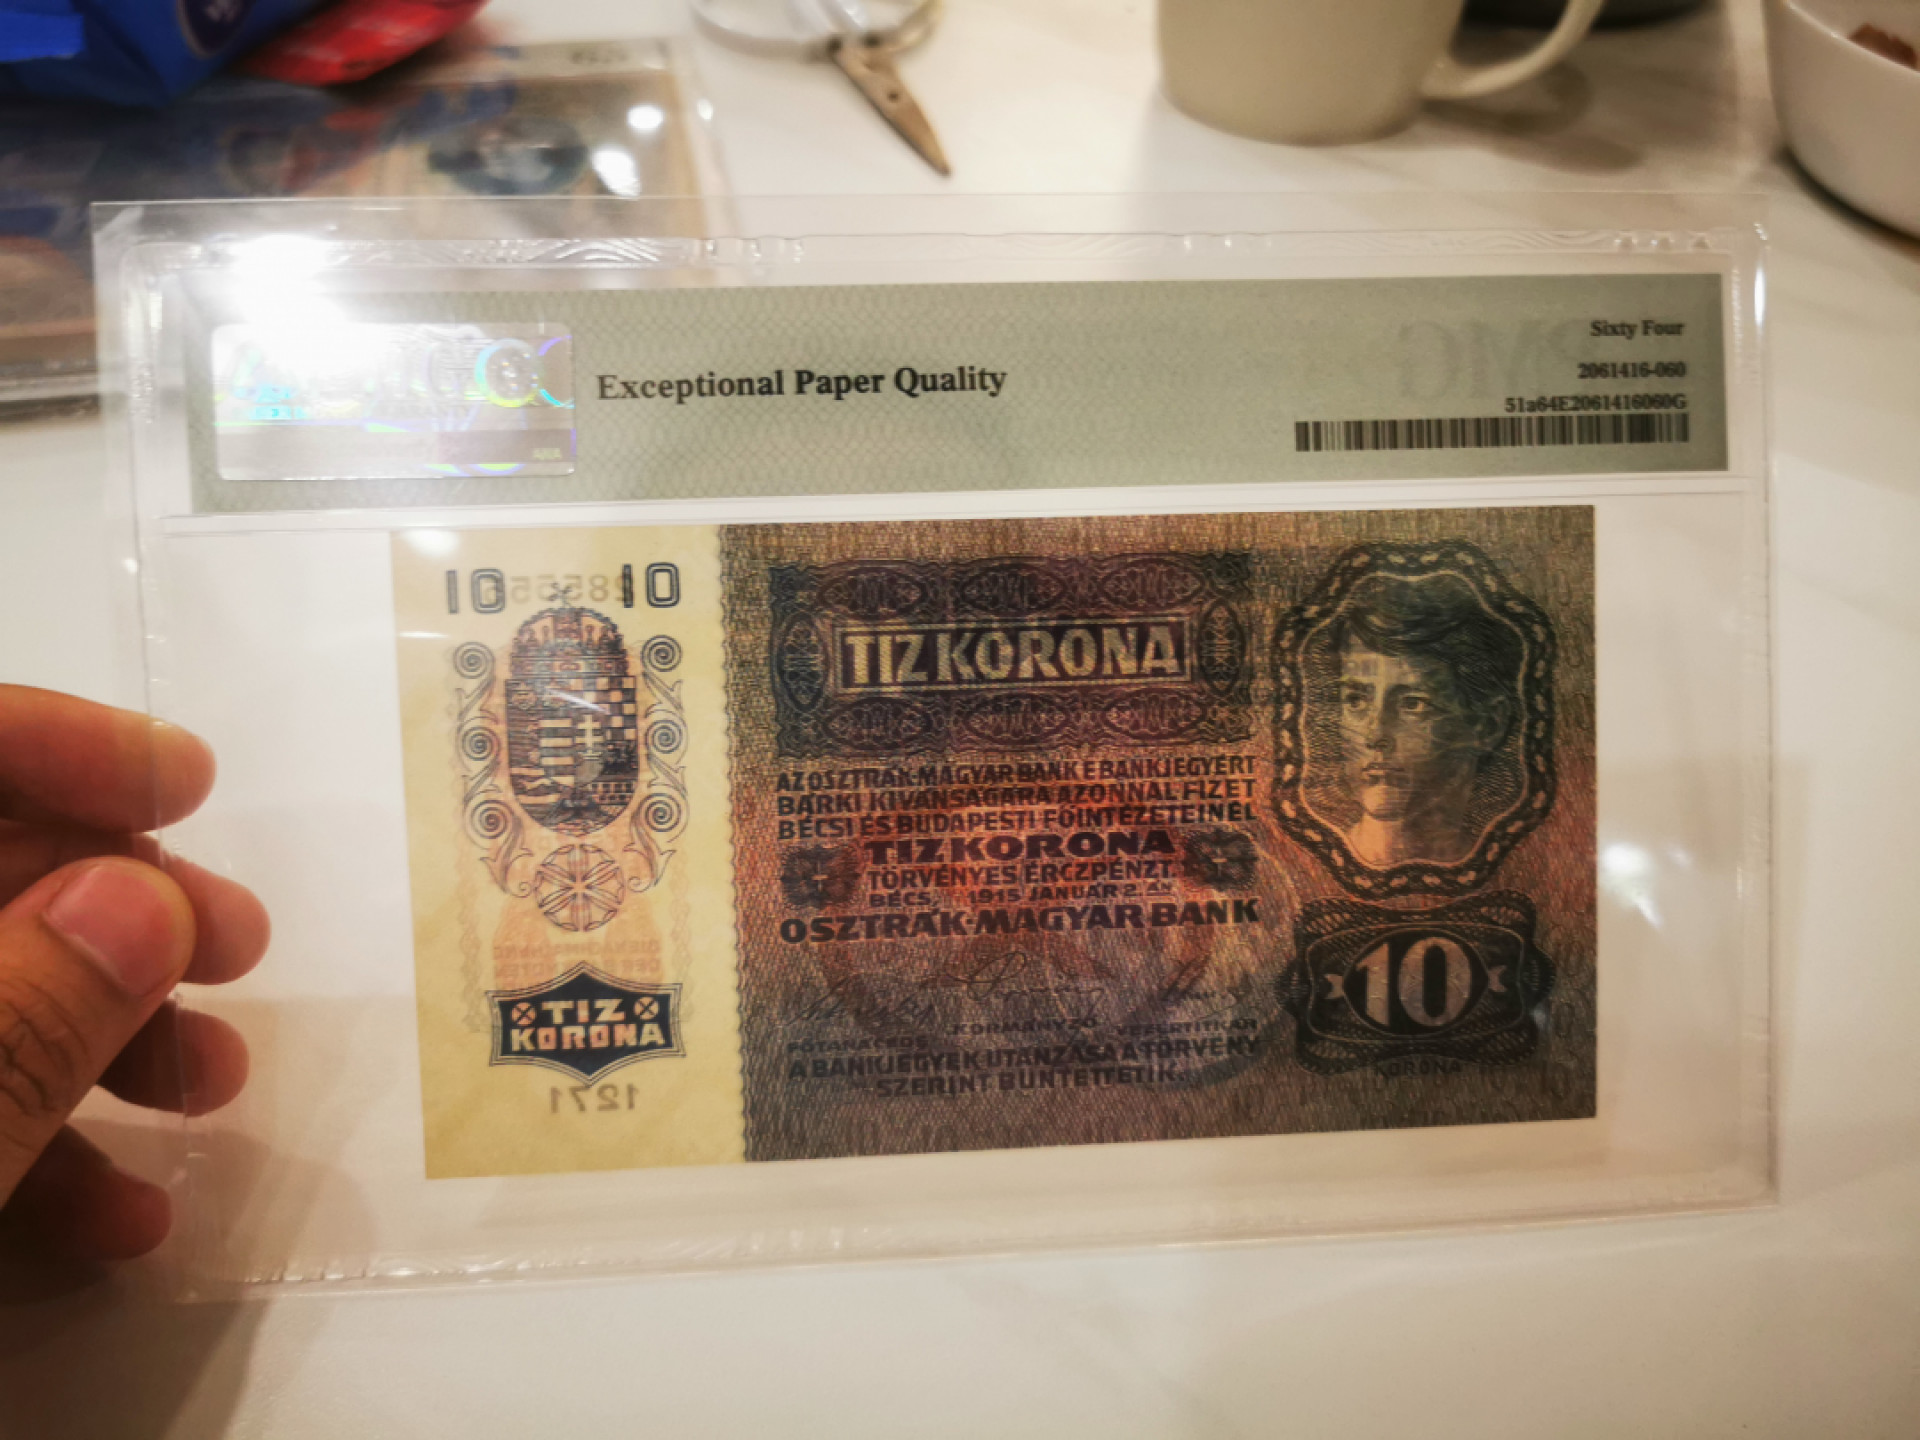 Exceptional Paper Quality
Sixty Four
2061416-060
51a64E2061416060G
10 10
TIZ KORONA
AZ OSZTRÁK-MAGYAR BANK E BANKJEGYÉRT
BÁRKI KÍVÁNSÁGÁRA AZONNAL FIZET
BÉCSI ÉS BUDAPESTI FŐINTÉZETEINÉL
TIZ KORONA
TÖRVÉNYES ÉRCZPÉNZT.
BÉCS, 1915 JANUÁR 2.ÁN
OSZTRÁK-MAGYAR BANK
KORMÁNYZÓ VEZÉRTITKÁR
FŐTANÁCSOS
A BANKJEGYEK UTÁNZÁSA A TÖRVÉNY
SZERINT BÜNTETTETIK.
10
KORONA
TIZ
KORONA
1271